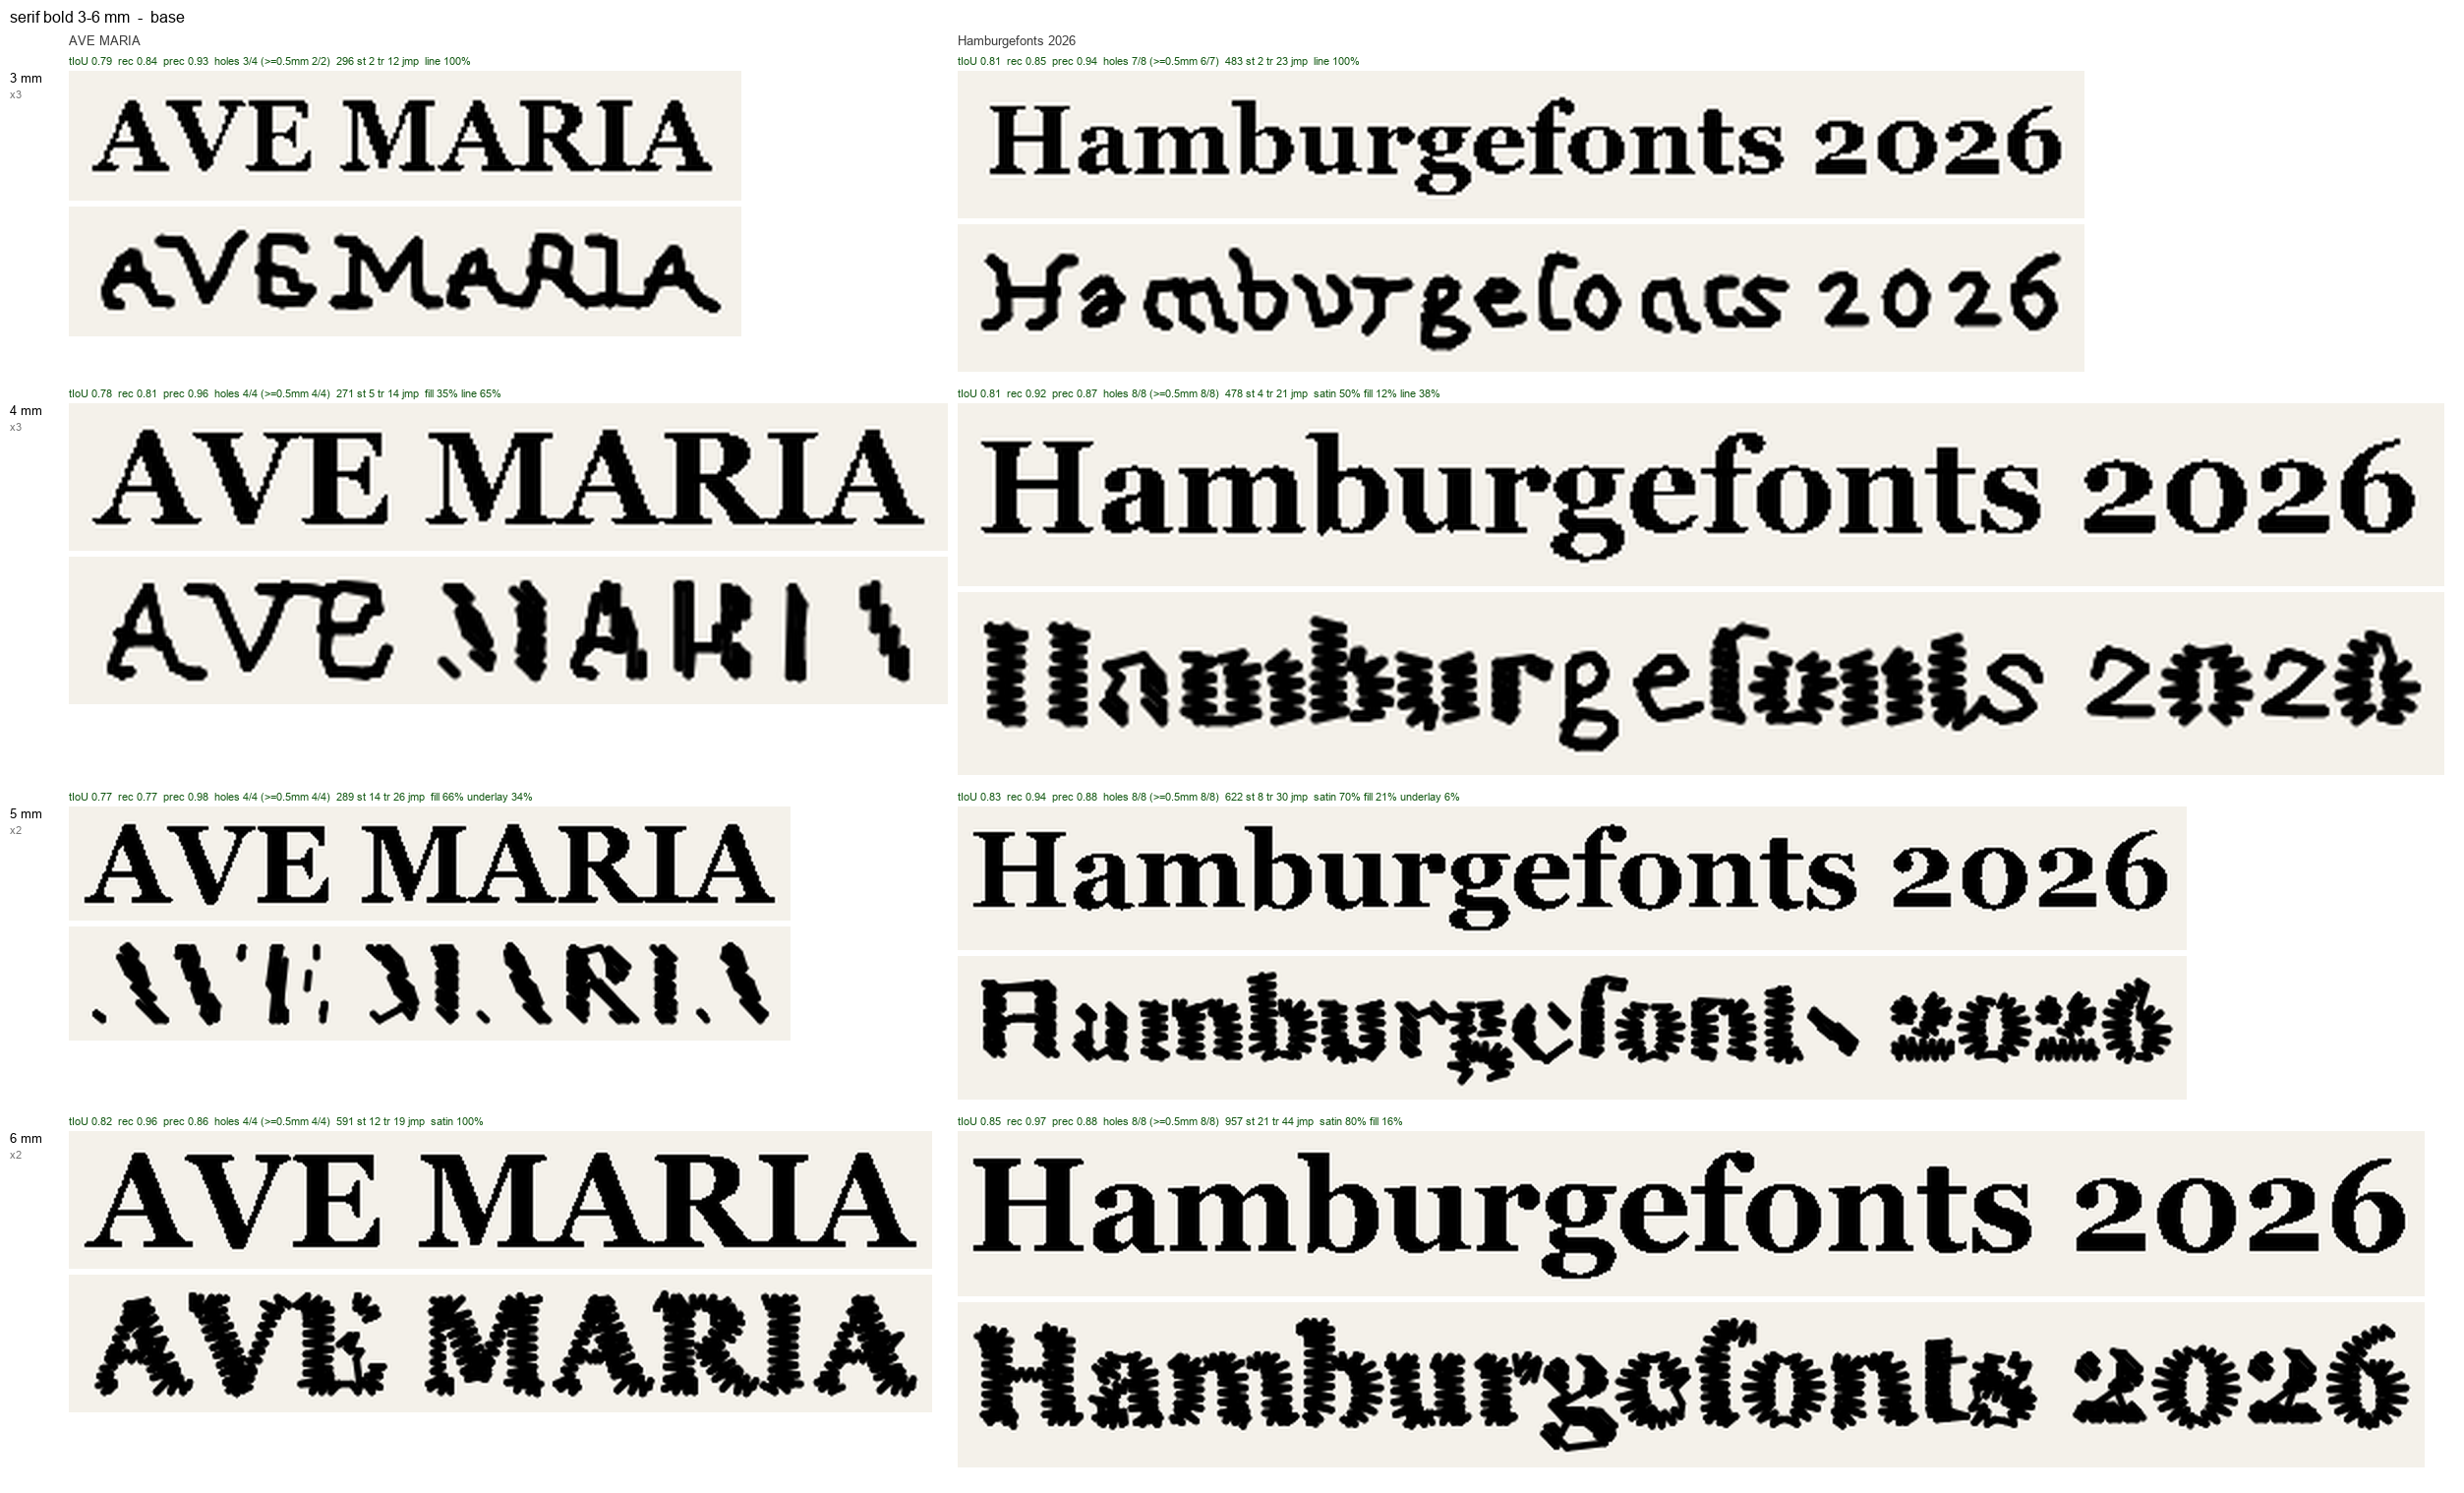 serif bold 3-6 mm - base
AVE MARIA
Hamburgefonts 2026
tIoU 0.79 rec 0.84 prec 0.93 holes 3/4 (>=0.5mm 2/2) 296 st 2 tr 12 jmp line 100%
tIoU 0.81 rec 0.85 prec 0.94 holes 7/8 (>=0.5mm 6/7) 483 st 2 tr 23 jmp line 100%
3 mm
x3
AVE MARIA
Hamburgefonts 2026
AVE MARIA
tIoU 0.78 rec 0.81 prec 0.96 holes 4/4 (>=0.5mm 4/4) 271 st 5 tr 14 jmp fill 35% line 65%
tIoU 0.81 rec 0.92 prec 0.87 holes 8/8 (>=0.5mm 8/8) 478 st 4 tr 21 jmp satin 50% fill 12% line 38%
4 mm
x3
AVE MARIA
Hamburgefonts 2026
tIoU 0.77 rec 0.77 prec 0.98 holes 4/4 (>=0.5mm 4/4) 289 st 14 tr 26 jmp fill 66% underlay 34%
tIoU 0.83 rec 0.94 prec 0.88 holes 8/8 (>=0.5mm 8/8) 622 st 8 tr 30 jmp satin 70% fill 21% underlay 6%
5 mm
x2
AVE MARIA
Hamburgefonts 2026
tIoU 0.82 rec 0.96 prec 0.86 holes 4/4 (>=0.5mm 4/4) 591 st 12 tr 19 jmp satin 100%
tIoU 0.85 rec 0.97 prec 0.88 holes 8/8 (>=0.5mm 8/8) 957 st 21 tr 44 jmp satin 80% fill 16%
6 mm
x2
AVE MARIA
Hamburgefonts 2026
AVE MARIA
Hamburgefonts 2026